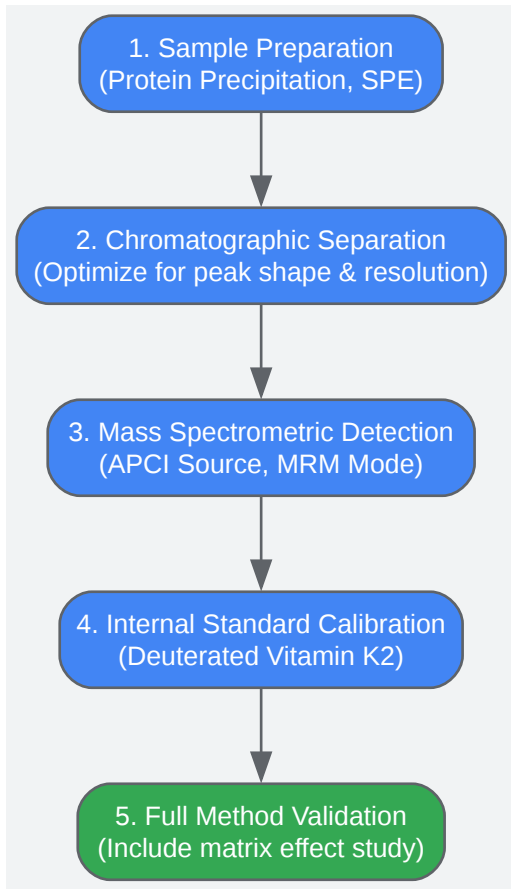 1. Sample Preparation
(Protein Precipitation, SPE)
2. Chromatographic Separation
(Optimize for peak shape & resolution)
3. Mass Spectrometric Detection
(APCI Source, MRM Mode)
4. Internal Standard Calibration
(Deuterated Vitamin K2)
5. Full Method Validation
(Include matrix effect study)